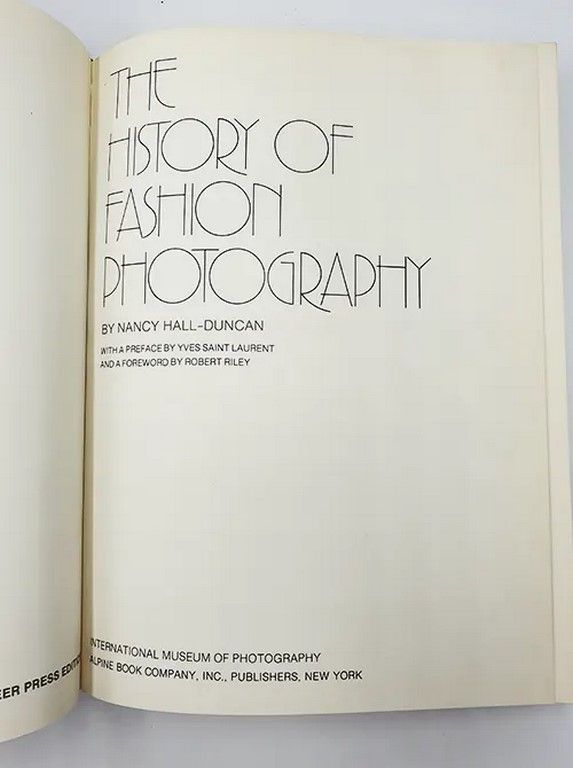 THE
HISTORY OF
FASHION
PHOTOGRAPHY
BY NANCY HALL-DUNCAN
WITH A PREFACE BY YVES SAINT LAURENT
AND A FOREWORD BY ROBERT RILEY
INTERNATIONAL MUSEUM OF PHOTOGRAPHY
ALPINE BOOK COMPANY, INC., PUBLISHERS, NEW YORK
PRESS